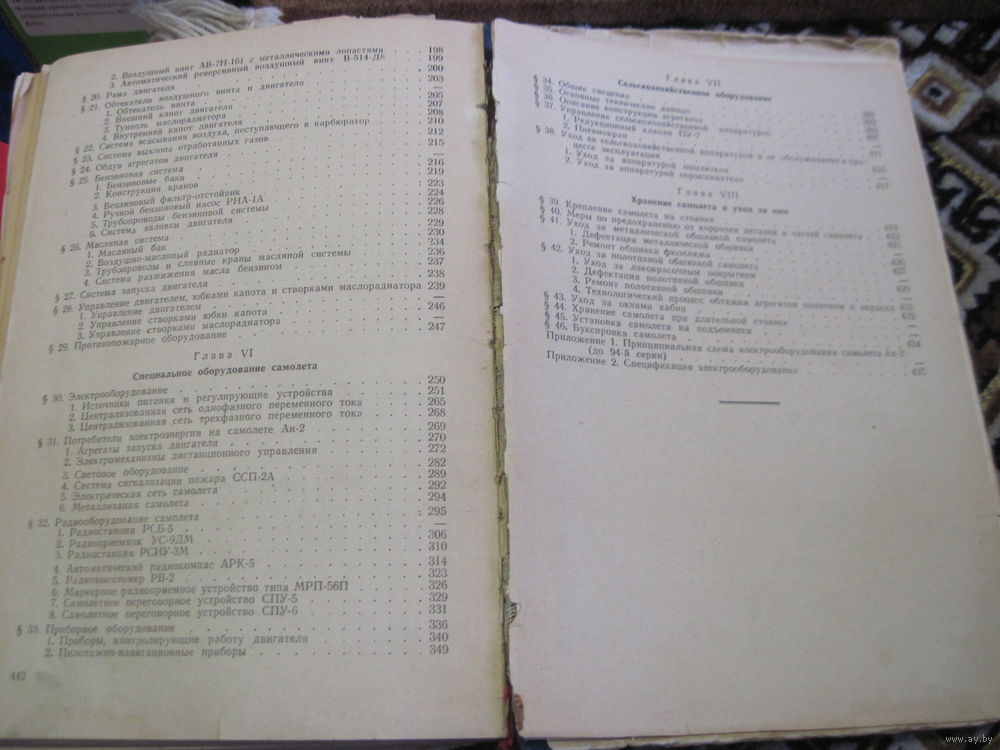 2. Воздушный винт АВ-7Н-161 с металлическими лопастями . . . 198
3. Автоматический реверсивный воздушный винт В-514-Д8 . . 199
§ 20. Рама двигателя . . . 200
§ 21. Обтекатели воздушного винта и двигателя . . . 203
1. Обтекатель винта . . . —
2. Внешний капот двигателя . . . 205
3. Туннель маслорадиатора . . . 207
4. Внутренний капот двигателя . . . 208
§ 22. Система всасывания воздуха, поступающего в карбюратор . . . 210
§ 23. Система выхлопа отработанных газов . . . 212
§ 24. Обдув агрегатов двигателя . . . 215
§ 25. Бензиновая система . . . —
1. Бензиновые баки . . . 216
2. Конструкция кранов . . . 219
3. Бензиновый фильтр-отстойник . . . 223
4. Ручной бензиновый насос РНА-1А . . . 224
5. Трубопроводы бензиновой системы . . . 226
6. Система заливки двигателя . . . 228
§ 26. Масляная система . . . 229
1. Масляный бак . . . 230
2. Воздушно-масляный радиатор . . . 234
3. Трубопроводы и сливные краны масляной системы . . . 236
4. Система разжижения масла бензином . . . 237
§ 27. Система запуска двигателя . . . 238
§ 28. Управление двигателем, юбками капота и створками маслорадиатора 239
1. Управление двигателем . . . —
2. Управление створками юбки капота . . . 246
3. Управление створками маслорадиатора . . . —
§ 29. Противопожарное оборудование . . . 247
Глава VI
Специальное оборудование самолета
§ 30. Электрооборудование . . . 250
1. Источники питания и регулирующие устройства . . . 251
2. Централизованная сеть однофазного переменного тока . . . 265
3. Централизованная сеть трехфазного переменного тока . . . 268
§ 31. Потребители электроэнергии на самолете Ан-2 . . . 269
1. Агрегаты запуска двигателя . . . 270
2. Электромеханизмы дистанционного управления . . . 272
3. Световое оборудование . . . 282
4. Система сигнализации пожара ССП-2А . . . 289
5. Электрическая сеть самолета . . . 292
6. Металлизация самолета . . . 294
§ 32. Радиооборудование самолета . . . 295
1. Радиостанция РСБ-5 . . . —
2. Радиоприемник УС-9ДМ . . . 306
3. Радиостанция РСИУ-3М . . . 310
4. Автоматический радиокомпас АРК-5 . . . 314
5. Радиовысотомер РВ-2 . . . 323
6. Маркерное радиоприемное устройство типа МРП-56П . . . 326
7. Самолетное переговорное устройство СПУ-5 . . . 329
8. Самолетное переговорное устройство СПУ-6 . . . 331
§ 33. Приборное оборудование . . . 336
1. Приборы, контролирующие работу двигателя . . . 340
2. Пилотажно-навигационные приборы . . . 349
442
Глава VII
Сельскохозяйственное оборудование
§ 34. Общие сведения
§ 35. Основные технические данные
§ 36. Описание конструкции агрегатов
§ 37. Управление сельскохозяйственной аппаратурой
1. Редукционный клапан ПУ-7
2. Пневмокран
§ 38. Уход за сельскохозяйственной аппаратурой и ее обслуживание в про-
цессе эксплуатации
1. Уход за аппаратурой опылителя
2. Уход за аппаратурой опрыскивателя
Глава VIII
Хранение самолета и уход за ним
§ 39. Крепление самолета на стоянке
§ 40. Меры по предохранению от коррозии деталей и частей самолета
§ 41. Уход за металлической обшивкой самолета
1. Дефектация металлической обшивки
2. Ремонт обшивки фюзеляжа
§ 42. Уход за полотняной обшивкой самолета
1. Уход за лакокрасочным покрытием
2. Дефектация полотняной обшивки
3. Ремонт полотняной обшивки
4. Технологический процесс обтяжки агрегатов полотном и окраска
§ 43. Уход за окнами кабин
§ 44. Хранение самолета при длительной стоянке
§ 45. Установка самолета на подъемники
§ 46. Буксировка самолета
Приложение 1. Принципиальная схема электрооборудования самолета Ан-2
(до 94-й серии)
Приложение 2. Спецификация электрооборудования . . . 435
www.ay.by